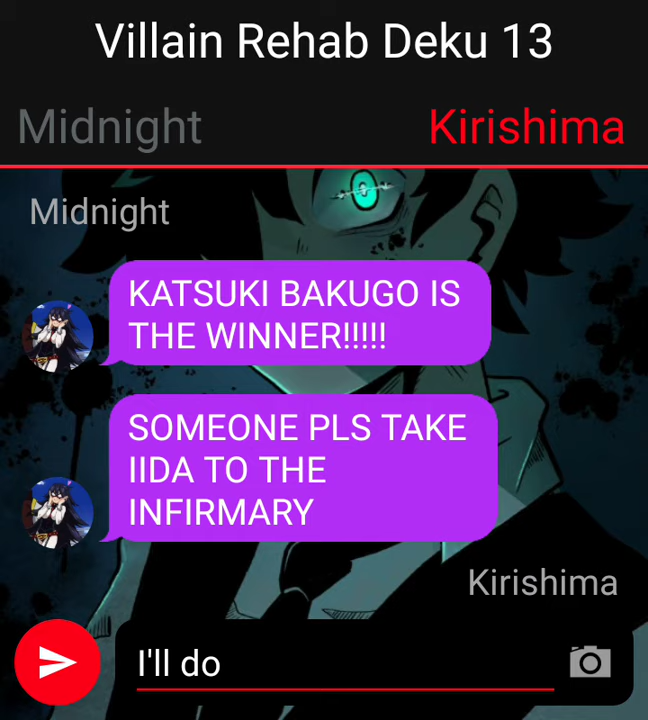 Villain Rehab Deku 13
Midnight Kirishima
Midnight
KATSUKI BAKUGO IS
THE WINNER!!!!!
SOMEONE PLS TAKE
IIDA TO THE
INFIRMARY
Kirishima
I'll do